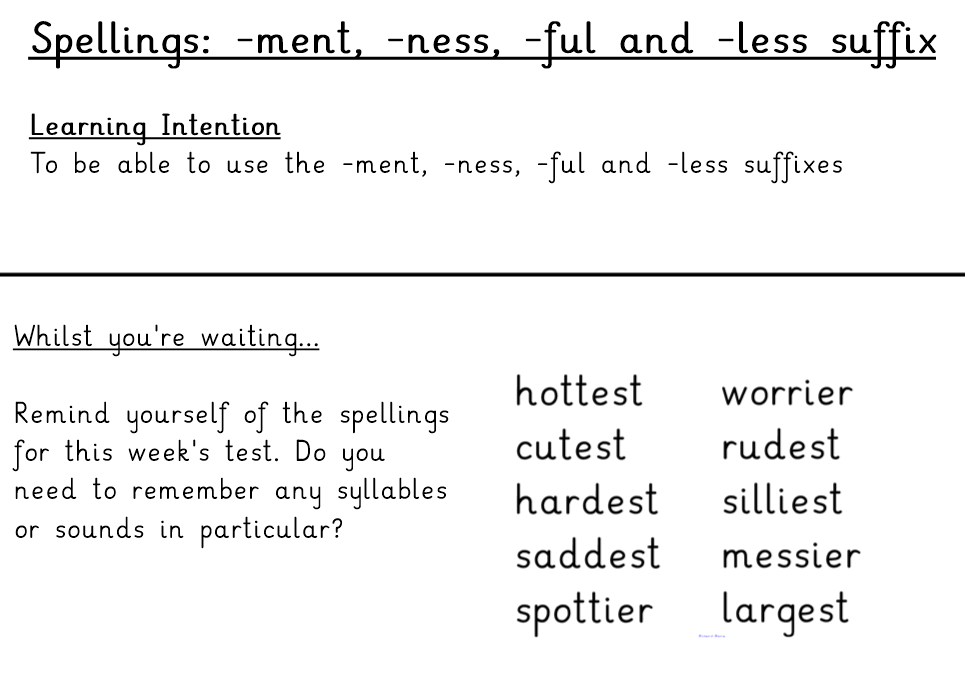 Spellings: -ment, -ness, -ful and -less suffix
Learning Intention
To be able to use the -ment, -ness, -ful and -less suffixes
Whilst you're waiting...
Remind yourself of the spellings
for this week's test. Do you
need to remember any syllables
or sounds in particular?
hottest
cutest
hardest
saddest
spottier
worrier
rudest
silliest
messier
largest